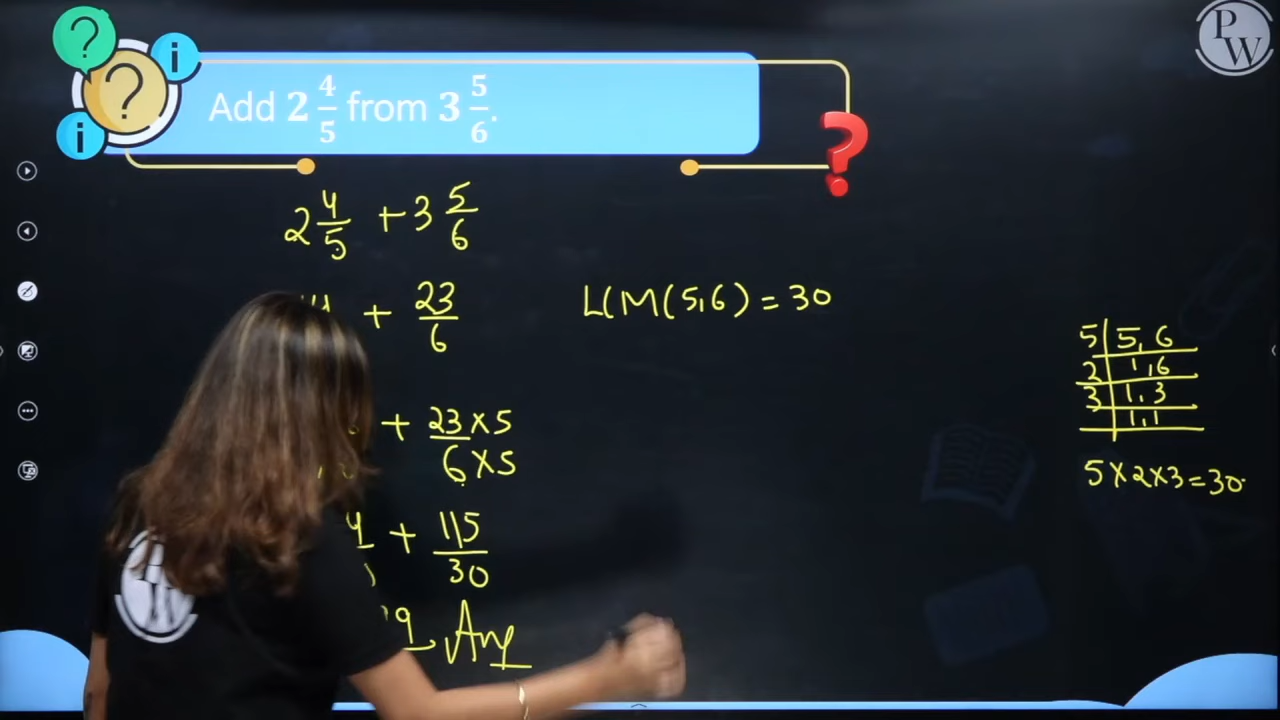 PW
Add 2 4/5 from 3 5/6.
2 4/5 + 3 5/6
+ 23/6
LCM(5,6) = 30
+ 23×5/6×5
+ 115/30
Ans
5 | 5, 6
2 | 1, 6
3 | 1, 3
1, 1
5×2×3=30